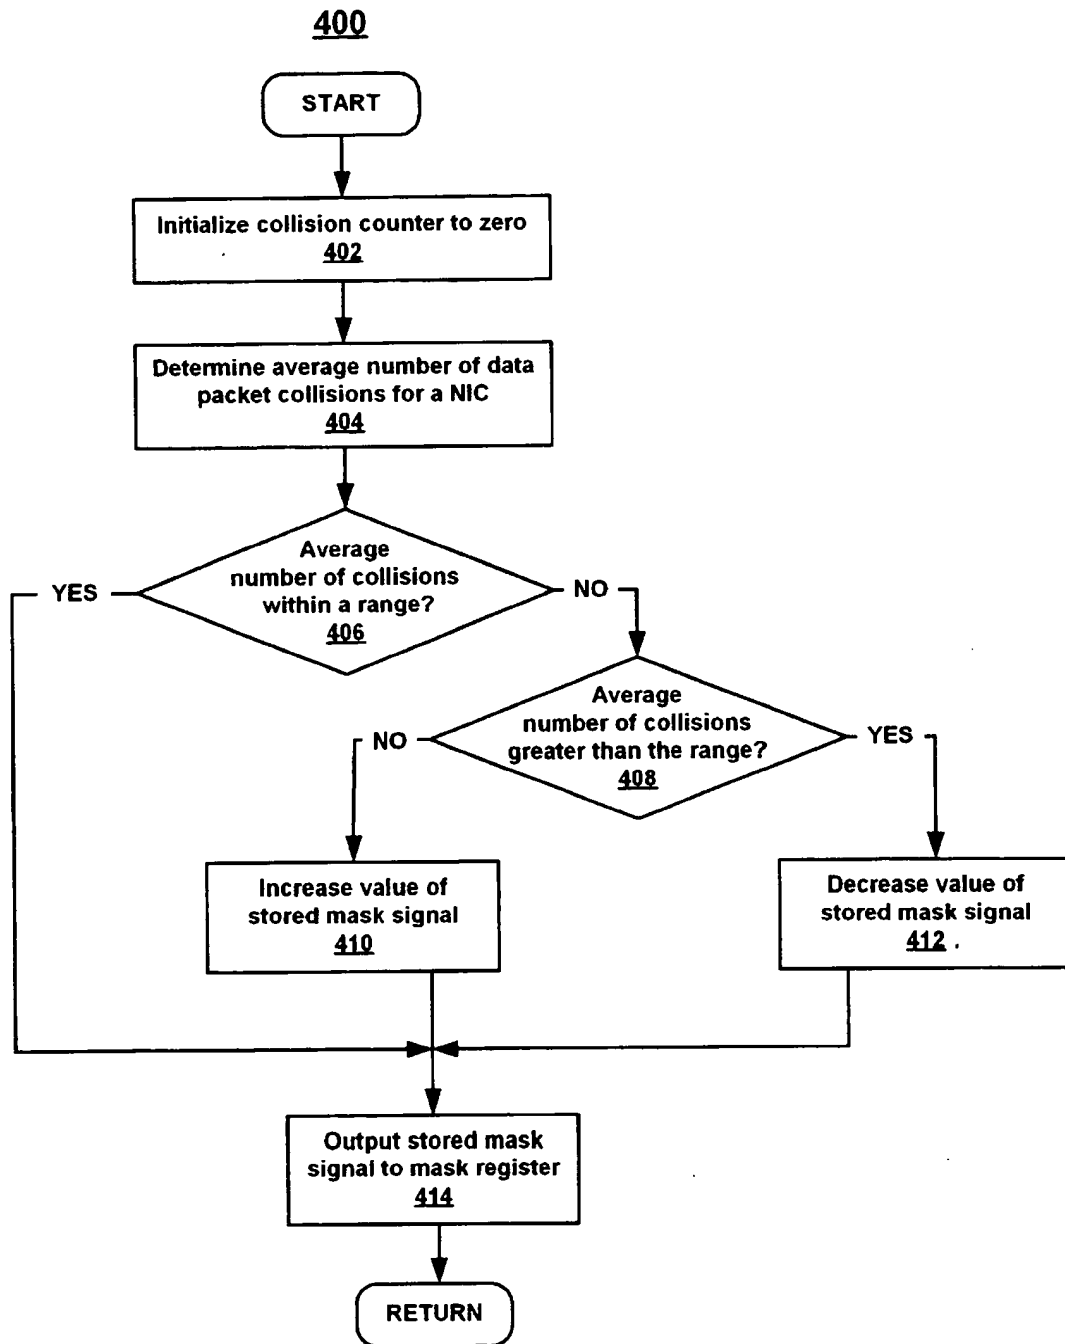 400
START
Initialize collision counter to zero
402
Determine average number of data
packet collisions for a NIC
404
Average
number of collisions
within a range?
406
YES
NO
Average
number of collisions
greater than the range?
408
NO
YES
Increase value of
stored mask signal
410
Decrease value of
stored mask signal
412
Output stored mask
signal to mask register
414
RETURN